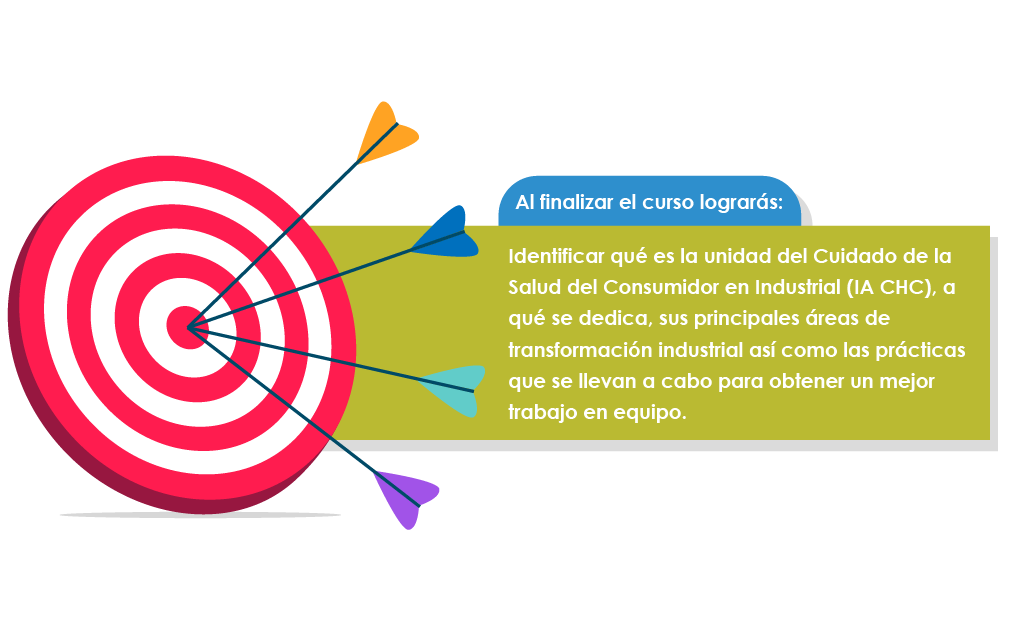 Al finalizar el curso lograrás:
Identificar qué es la unidad del Cuidado de la
Salud del Consumidor en Industrial (IA CHC), a
qué se dedica, sus principales áreas de
transformación industrial así como las prácticas
que se llevan a cabo para obtener un mejor
trabajo en equipo.